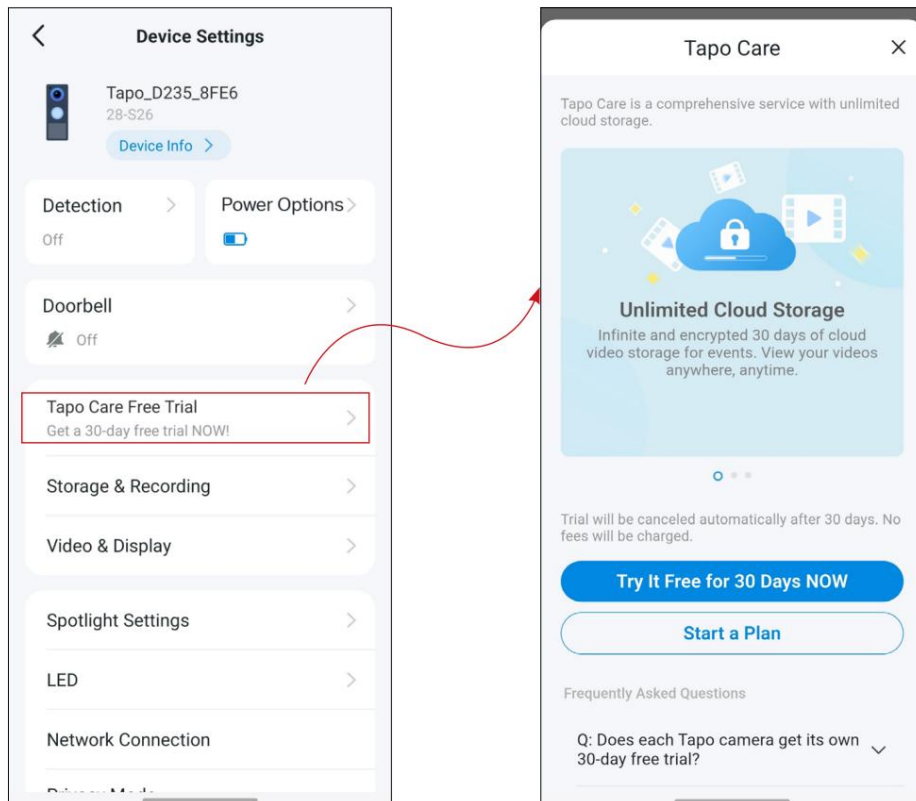 Device Settings
Tapo_D235_8FE6
28-S26
Device Info
Detection
Off
Power Options
Doorbell
Off
Tapo Care Free Trial
Get a 30-day free trial NOW!
Storage & Recording
Video & Display
Spotlight Settings
LED
Network Connection
Privacy Mode
Tapo Care
Tapo Care is a comprehensive service with unlimited
cloud storage.
Unlimited Cloud Storage
Infinite and encrypted 30 days of cloud
video storage for events. View your videos
anywhere, anytime.
Trial will be canceled automatically after 30 days. No
fees will be charged.
Try It Free for 30 Days NOW
Start a Plan
Frequently Asked Questions
Q: Does each Tapo camera get its own
30-day free trial?